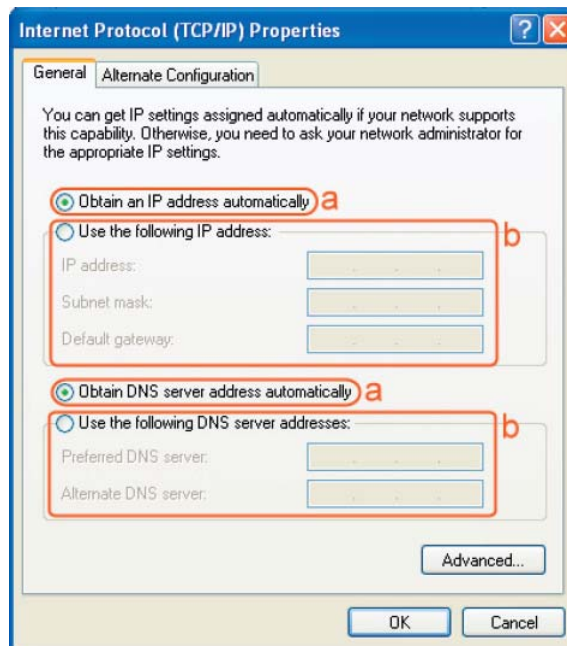 Internet Protocol (TCP/IP) Properties
General
Alternate Configuration
You can get IP settings assigned automatically if your network supports
this capability. Otherwise, you need to ask your network administrator for
the appropriate IP settings.
Obtain an IP address automatically a
Use the following IP address: b
IP address:
Subnet mask:
Default gateway:
Obtain DNS server address automatically a
Use the following DNS server addresses: b
Preferred DNS server:
Alternate DNS server:
Advanced...
OK
Cancel